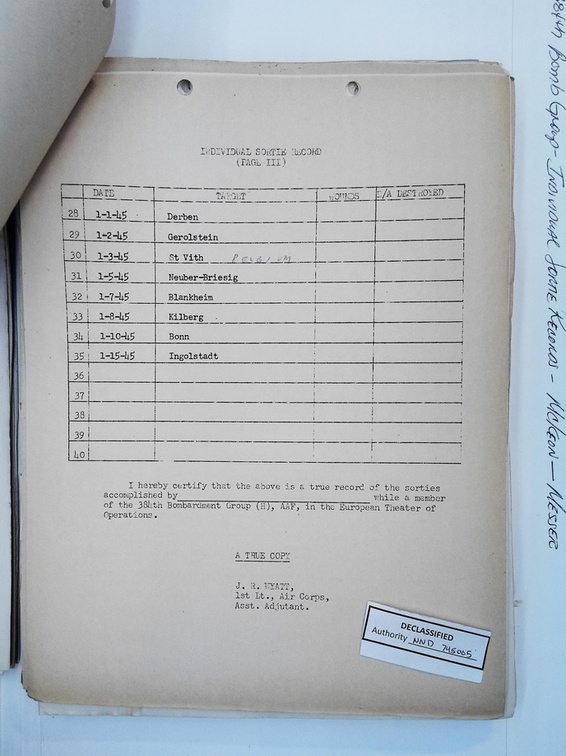 INDIVIDUAL SORTIE RECORD
(PAGE III)
DATE TARGET HOURS E/A DESTROYED
28 1-1-45 Derben
29 1-2-45 Gerolstein
30 1-3-45 St Vith BELGIUM
31 1-5-45 Neuber-Briesig
32 1-7-45 Blankheim
33 1-8-45 Kilberg
34 1-10-45 Bonn
35 1-15-45 Ingolstadt
36
37
38
39
40
I hereby certify that the above is a true record of the sorties
accomplished by while a member
of the 384th Bombardment Group (H), AAF, in the European Theater of
Operations.
A TRUE COPY
J. R. WYATT,
1st Lt., Air Corps,
Asst. Adjutant.
DECLASSIFIED
Authority NND 745005
384th Bomb Group - Individual Sortie Records - McKeon - Messer